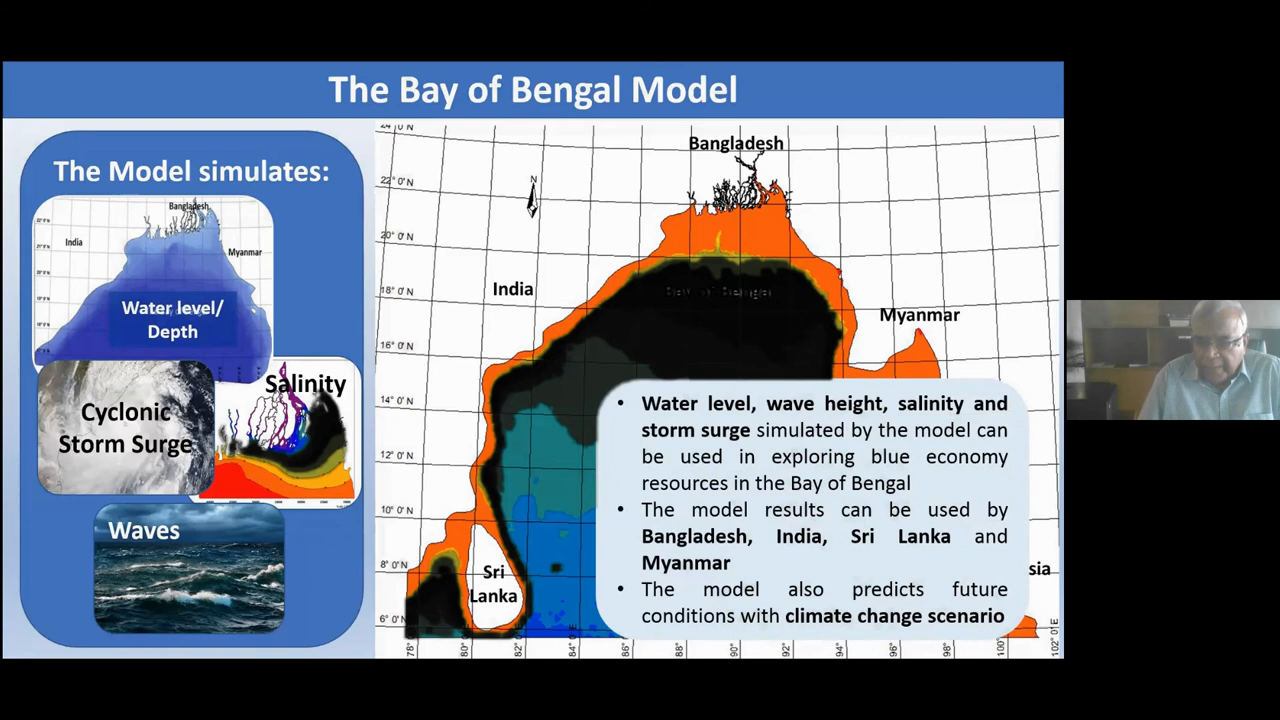 The Bay of Bengal Model
The Model simulates:
Bangladesh
India
Myanmar
Water level/
Depth
Cyclonic
Storm Surge
Salinity
Waves
24° 0' N
22° 0' N
20° 0' N
18° 0' N
16° 0' N
14° 0' N
12° 0' N
10° 0' N
8° 0' N
6° 0' N
N
Bangladesh
India
Bay of Bengal
Myanmar
Sri
Lanka
sia
• Water level, wave height, salinity and
storm surge simulated by the model can
be used in exploring blue economy
resources in the Bay of Bengal
• The model results can be used by
Bangladesh, India, Sri Lanka and
Myanmar
• The model also predicts future
conditions with climate change scenario
78°
80°
82°
84°
86°
88°
90°
92°
94°
96°
98°
100°
102° 0' E